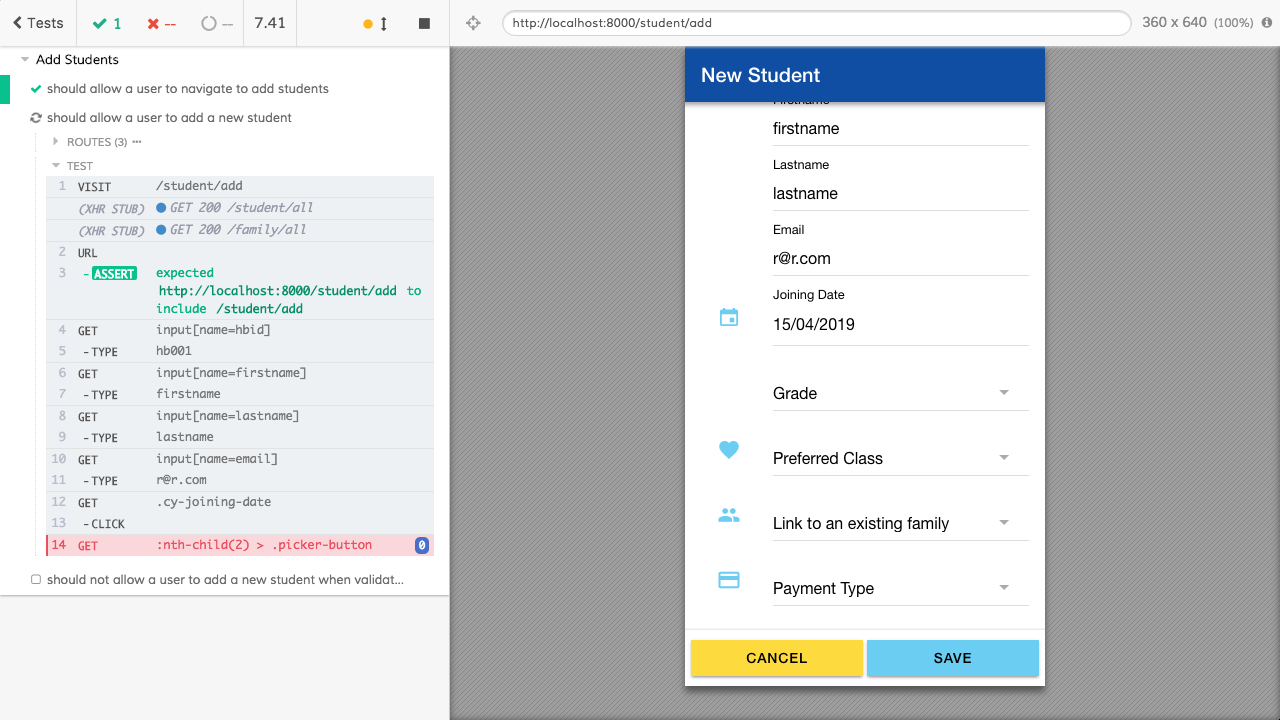 Tests
1
--
--
7.41
http://localhost:8000/student/add
360 x 640 (100%)
Add Students
should allow a user to navigate to add students
should allow a user to add a new student
ROUTES (3)
TEST
1 VISIT /student/add
(XHR STUB) GET 200 /student/all
(XHR STUB) GET 200 /family/all
2 URL
3 -ASSERT expected
http://localhost:8000/student/add to
include /student/add
4 GET input[name=hbid]
5 -TYPE hb001
6 GET input[name=firstname]
7 -TYPE firstname
8 GET input[name=lastname]
9 -TYPE lastname
10 GET input[name=email]
11 -TYPE r@r.com
12 GET .cy-joining-date
13 -CLICK
14 GET :nth-child(2) > .picker-button 0
should not allow a user to add a new student when validat...
New Student
Firstname
firstname
Lastname
lastname
Email
r@r.com
Joining Date
15/04/2019
Grade
Preferred Class
Link to an existing family
Payment Type
CANCEL
SAVE